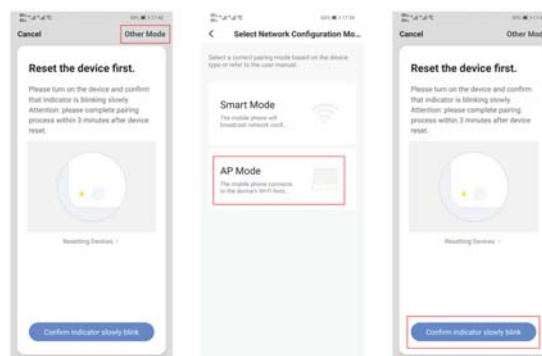 Cancel
Other Mode
Reset the device first.
Please turn on the device and confirm
that indicator is blinking slowly.
Attention: please complete pairing
process within 3 minutes after device
reset.
Resetting Devices
Confirm indicator slowly blink
Select Network Configuration Mo...
Select a correct pairing mode based on the device
type or refer to the user manual.
Smart Mode
The mobile phone will
broadcast network confi...
AP Mode
The mobile phone connects
to the device's Wi-Fi hots...
Cancel
Other Mod
Reset the device first.
Please turn on the device and confirm
that indicator is blinking slowly.
Attention: please complete pairing
process within 3 minutes after device
reset.
Resetting Devices
Confirm indicator slowly blink